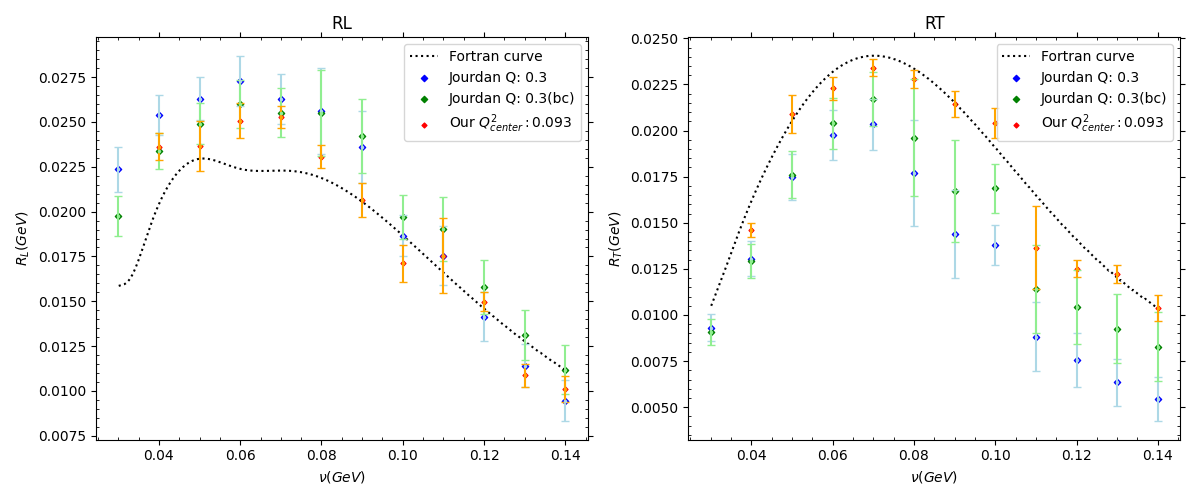 RL
Fortran curve
Jourdan Q: 0.3
Jourdan Q: 0.3(bc)
Our Q²center: 0.093
R_L(GeV)
0.0275
0.0250
0.0225
0.0200
0.0175
0.0150
0.0125
0.0100
0.0075
0.04 0.06 0.08 0.10 0.12 0.14
ν(GeV)
RT
Fortran curve
Jourdan Q: 0.3
Jourdan Q: 0.3(bc)
Our Q²center: 0.093
R_T(GeV)
0.0250
0.0225
0.0200
0.0175
0.0150
0.0125
0.0100
0.0075
0.0050
0.04 0.06 0.08 0.10 0.12 0.14
ν(GeV)